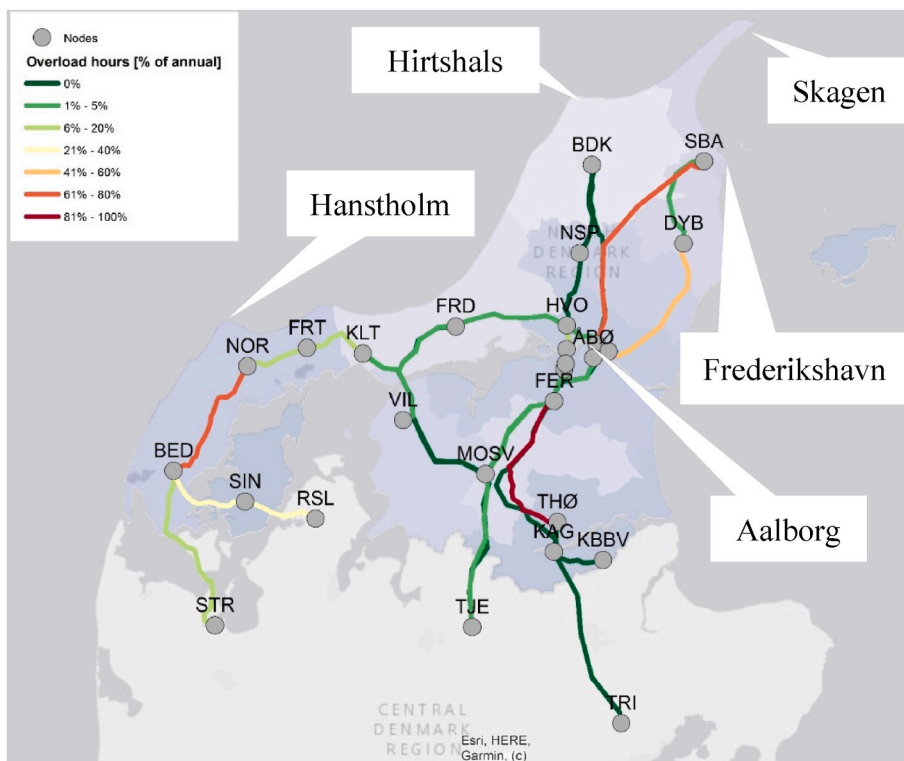 Nodes
Overload hours [% of annual]
0%
1% - 5%
6% - 20%
21% - 40%
41% - 60%
61% - 80%
81% - 100%
Hirtshals
Skagen
Hanstholm
BDK
SBA
NSP
DYB
DENMARK
REGION
FRD
HVO
FRT
KLT
ABØ
NOR
Frederikshavn
FER
VIL
MOSV
BED
SIN
RSL
THØ
KAG
KBBV
Aalborg
STR
TJE
TRI
CENTRAL
DENMARK
REGION
Esri, HERE,
Garmin, (c)